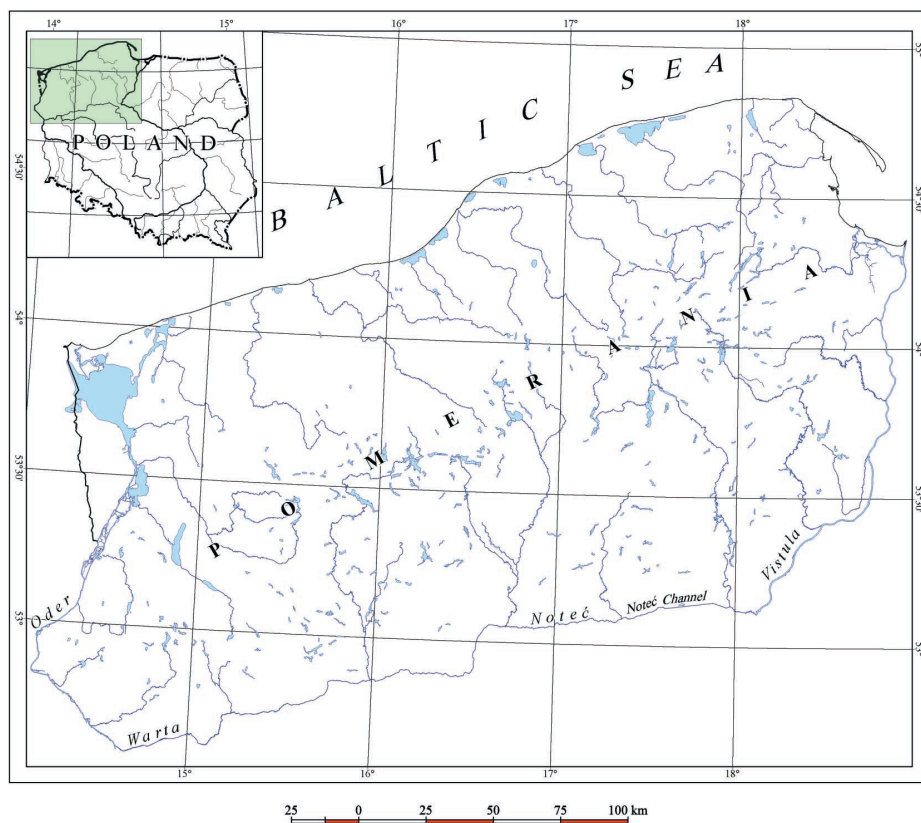 14° 15° 16° 17° 18°
POLAND
BALTIC SEA
54°30'
54°
53°30'
53°
POMERANIA
Oder
Warta
Noteć
Noteć Channel
Vistula
15° 16° 17° 18°
25 0 25 50 75 100 km